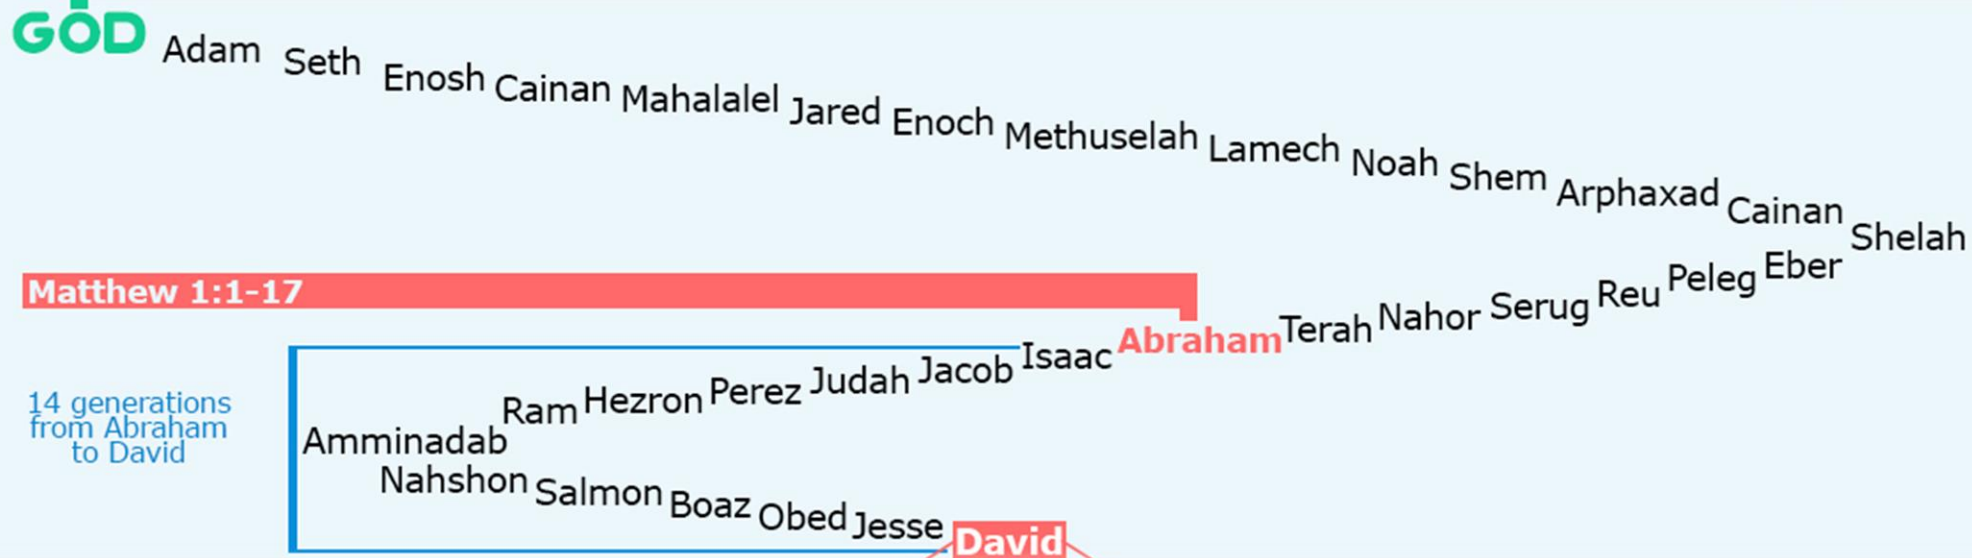 GOD
Adam Seth Enosh Cainan Mahalalel Jared Enoch Methuselah Lamech Noah Shem Arphaxad Cainan Shelah
Matthew 1:1-17
Eber Peleg Reu Serug Nahor Terah Abraham Isaac Jacob Judah Perez Hezron Ram Amminadab
14 generations
from Abraham
to David
Nahshon Salmon Boaz Obed Jesse David